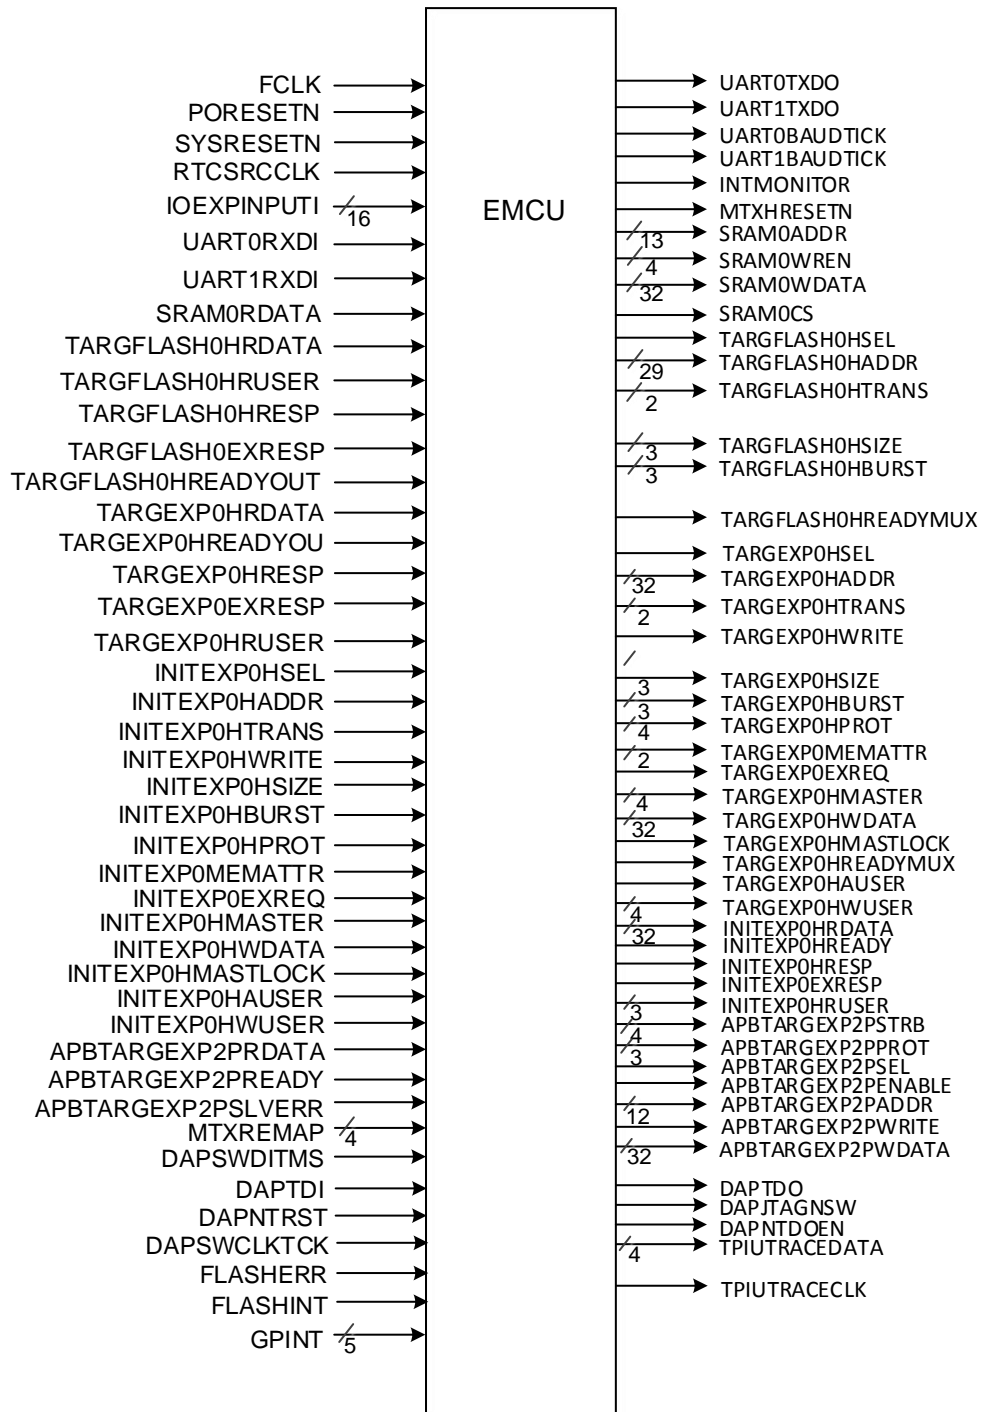 EMCU
FCLK
PORESETN
SYSRESETN
RTCSRCCLK
IOEXPINPUTI 16
UART0RXDI
UART1RXDI
SRAM0RDATA
TARGFLASH0HRDATA
TARGFLASH0HRUSER
TARGFLASH0HRESP
TARGFLASH0EXRESP
TARGFLASH0HREADYOUT
TARGEXP0HRDATA
TARGEXP0HREADYOU
TARGEXP0HRESP
TARGEXP0EXRESP
TARGEXP0HRUSER
INITEXP0HSEL
INITEXP0HADDR
INITEXP0HTRANS
INITEXP0HWRITE
INITEXP0HSIZE
INITEXP0HBURST
INITEXP0HPROT
INITEXP0MEMATTR
INITEXP0EXREQ
INITEXP0HMASTER
INITEXP0HWDATA
INITEXP0HMASTLOCK
INITEXP0HAUSER
INITEXP0HWUSER
APBTARGEXP2PRDATA
APBTARGEXP2PREADY
APBTARGEXP2PSLVERR
MTXREMAP 4
DAPSWDITMS
DAPTDI
DAPNTRST
DAPSWCLKTCK
FLASHERR
FLASHINT
GPINT 5
UART0TXDO
UART1TXDO
UART0BAUDTICK
UART1BAUDTICK
INTMONITOR
MTXHRESETN
13 SRAM0ADDR
4 SRAM0WREN
32 SRAM0WDATA
SRAM0CS
TARGFLASH0HSEL
29 TARGFLASH0HADDR
2 TARGFLASH0HTRANS
3 TARGFLASH0HSIZE
3 TARGFLASH0HBURST
TARGFLASH0HREADYMUX
TARGEXP0HSEL
32 TARGEXP0HADDR
2 TARGEXP0HTRANS
TARGEXP0HWRITE
3 TARGEXP0HSIZE
3 TARGEXP0HBURST
4 TARGEXP0HPROT
2 TARGEXP0MEMATTR
TARGEXP0EXREQ
4 TARGEXP0HMASTER
32 TARGEXP0HWDATA
TARGEXP0HMASTLOCK
TARGEXP0HREADYMUX
TARGEXP0HAUSER
4 TARGEXP0HWUSER
32 INITEXP0HRDATA
INITEXP0HREADY
INITEXP0HRESP
INITEXP0EXRESP
3 INITEXP0HRUSER
4 APBTARGEXP2PSTRB
3 APBTARGEXP2PPROT
APBTARGEXP2PSEL
APBTARGEXP2PENABLE
12 APBTARGEXP2PADDR
APBTARGEXP2PWRITE
32 APBTARGEXP2PWDATA
DAPTDO
DAPJTAGNSW
DAPNTDOEN
4 TPIUTRACEDATA
TPIUTRACECLK